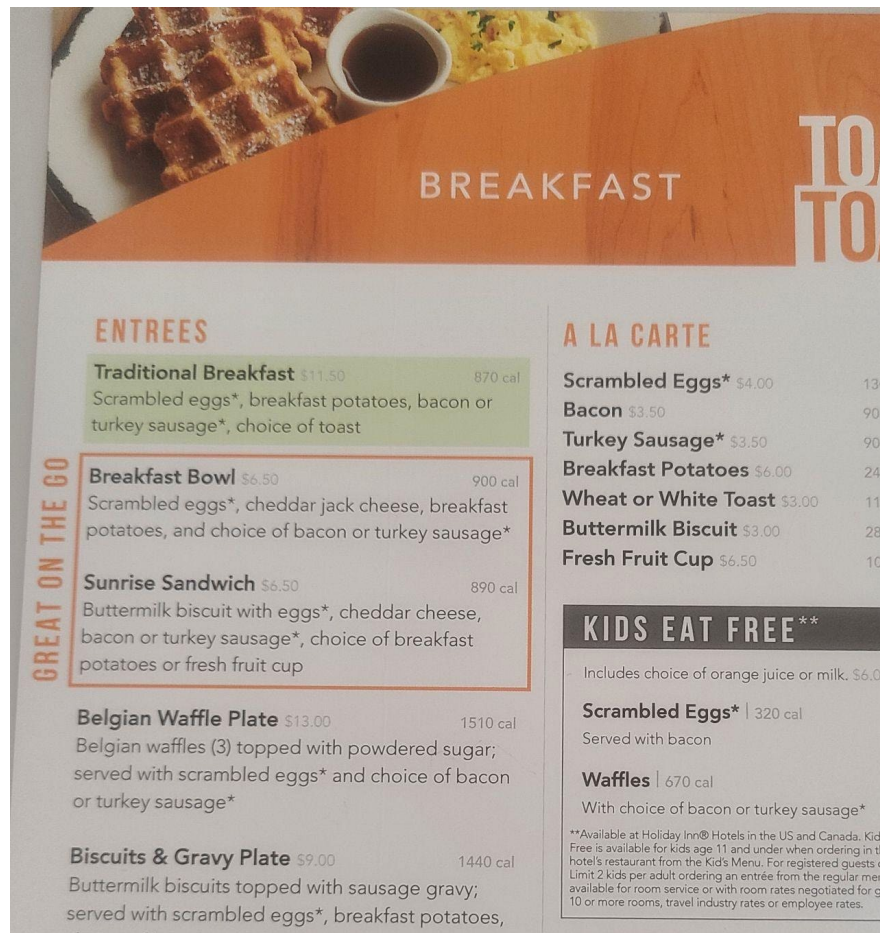 BREAKFAST
ENTREES
Traditional Breakfast $11.50 870 cal
Scrambled eggs*, breakfast potatoes, bacon or
turkey sausage*, choice of toast
GREAT ON THE GO
Breakfast Bowl $6.50 900 cal
Scrambled eggs*, cheddar jack cheese, breakfast
potatoes, and choice of bacon or turkey sausage*
Sunrise Sandwich $6.50 890 cal
Buttermilk biscuit with eggs*, cheddar cheese,
bacon or turkey sausage*, choice of breakfast
potatoes or fresh fruit cup
Belgian Waffle Plate $13.00 1510 cal
Belgian waffles (3) topped with powdered sugar;
served with scrambled eggs* and choice of bacon
or turkey sausage*
Biscuits & Gravy Plate $9.00 1440 cal
Buttermilk biscuits topped with sausage gravy;
served with scrambled eggs*, breakfast potatoes,
A LA CARTE
Scrambled Eggs* $4.00
Bacon $3.50
Turkey Sausage* $3.50
Breakfast Potatoes $6.00
Wheat or White Toast $3.00
Buttermilk Biscuit $3.00
Fresh Fruit Cup $6.50
KIDS EAT FREE**
Includes choice of orange juice or milk.
Scrambled Eggs* | 320 cal
Served with bacon
Waffles | 670 cal
With choice of bacon or turkey sausage*
**Available at Holiday Inn® Hotels in the US and Canada.
Free is available for kids age 11 and under when ordering in
hotel's restaurant from the Kid's Menu. For registered guests
Limit 2 kids per adult ordering an entrée from the regular
available for room service or with room rates negotiated for
10 or more rooms, travel industry rates or employee rates.